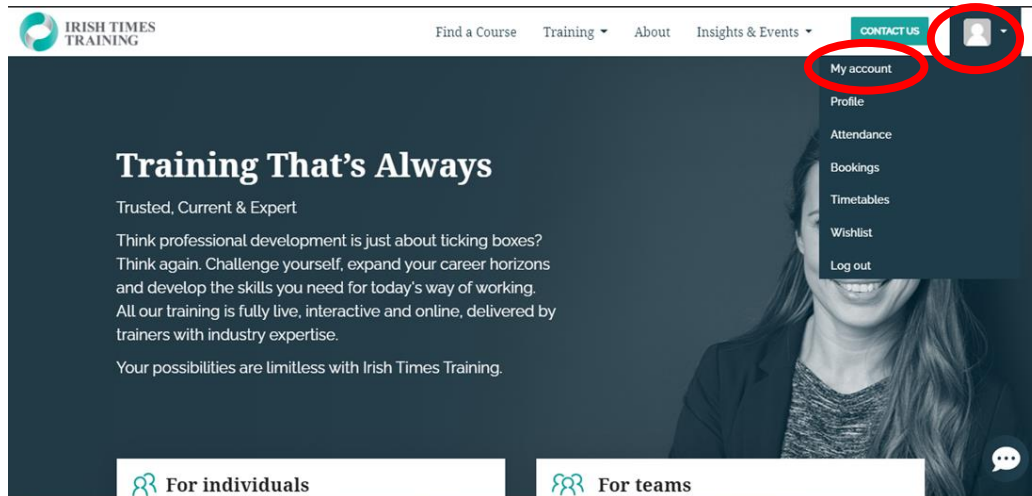 IRISH TIMES
TRAINING
Find a Course
Training
About
Insights & Events
CONTACT US
My account
Profile
Attendance
Bookings
Timetables
Wishlist
Log out
Training That’s Always
Trusted, Current & Expert
Think professional development is just about ticking boxes?
Think again. Challenge yourself, expand your career horizons
and develop the skills you need for today's way of working.
All our training is fully live, interactive and online, delivered by
trainers with industry expertise.
Your possibilities are limitless with Irish Times Training.
For individuals
For teams